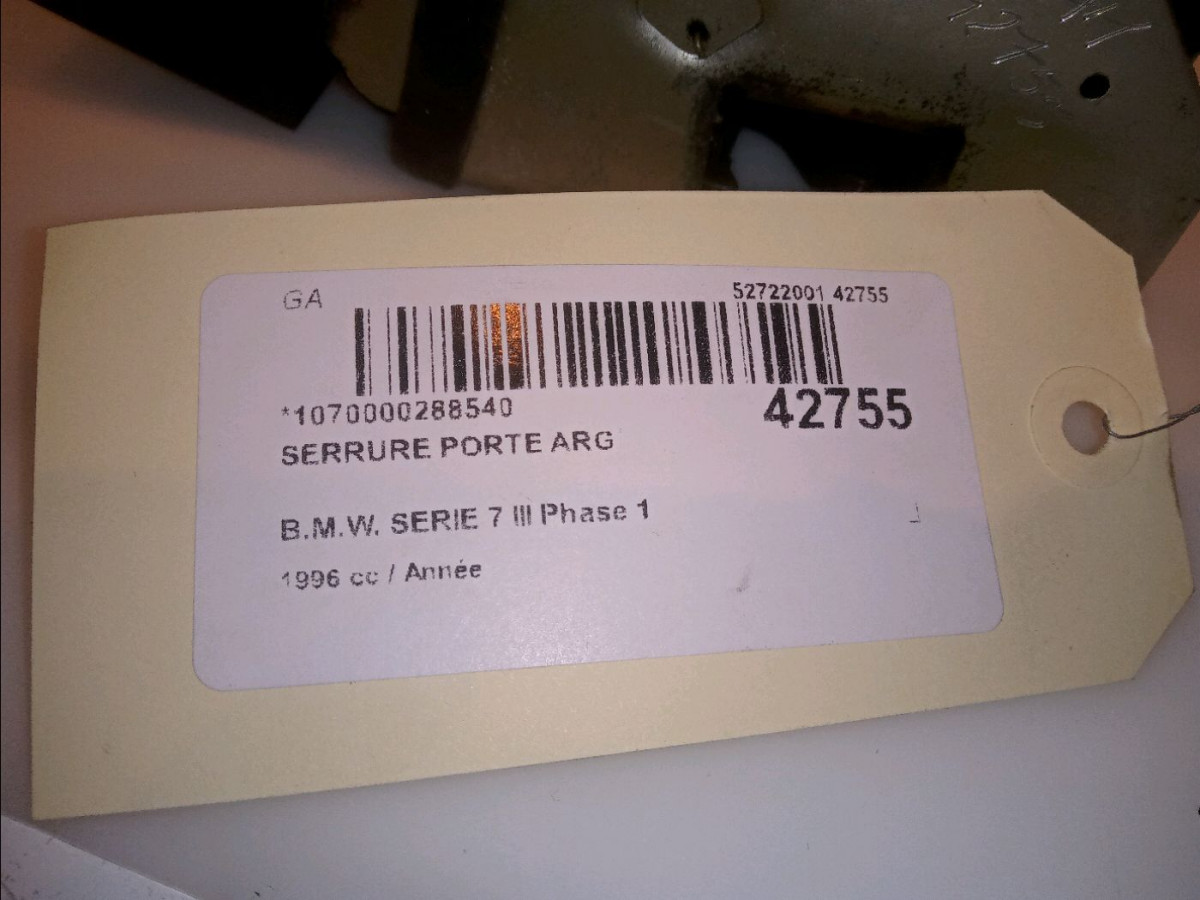 GA
52722001 42755
*1070000288540
42755
SERRURE PORTE ARG
B.M.W. SERIE 7 III Phase 1
1996 cc / Année